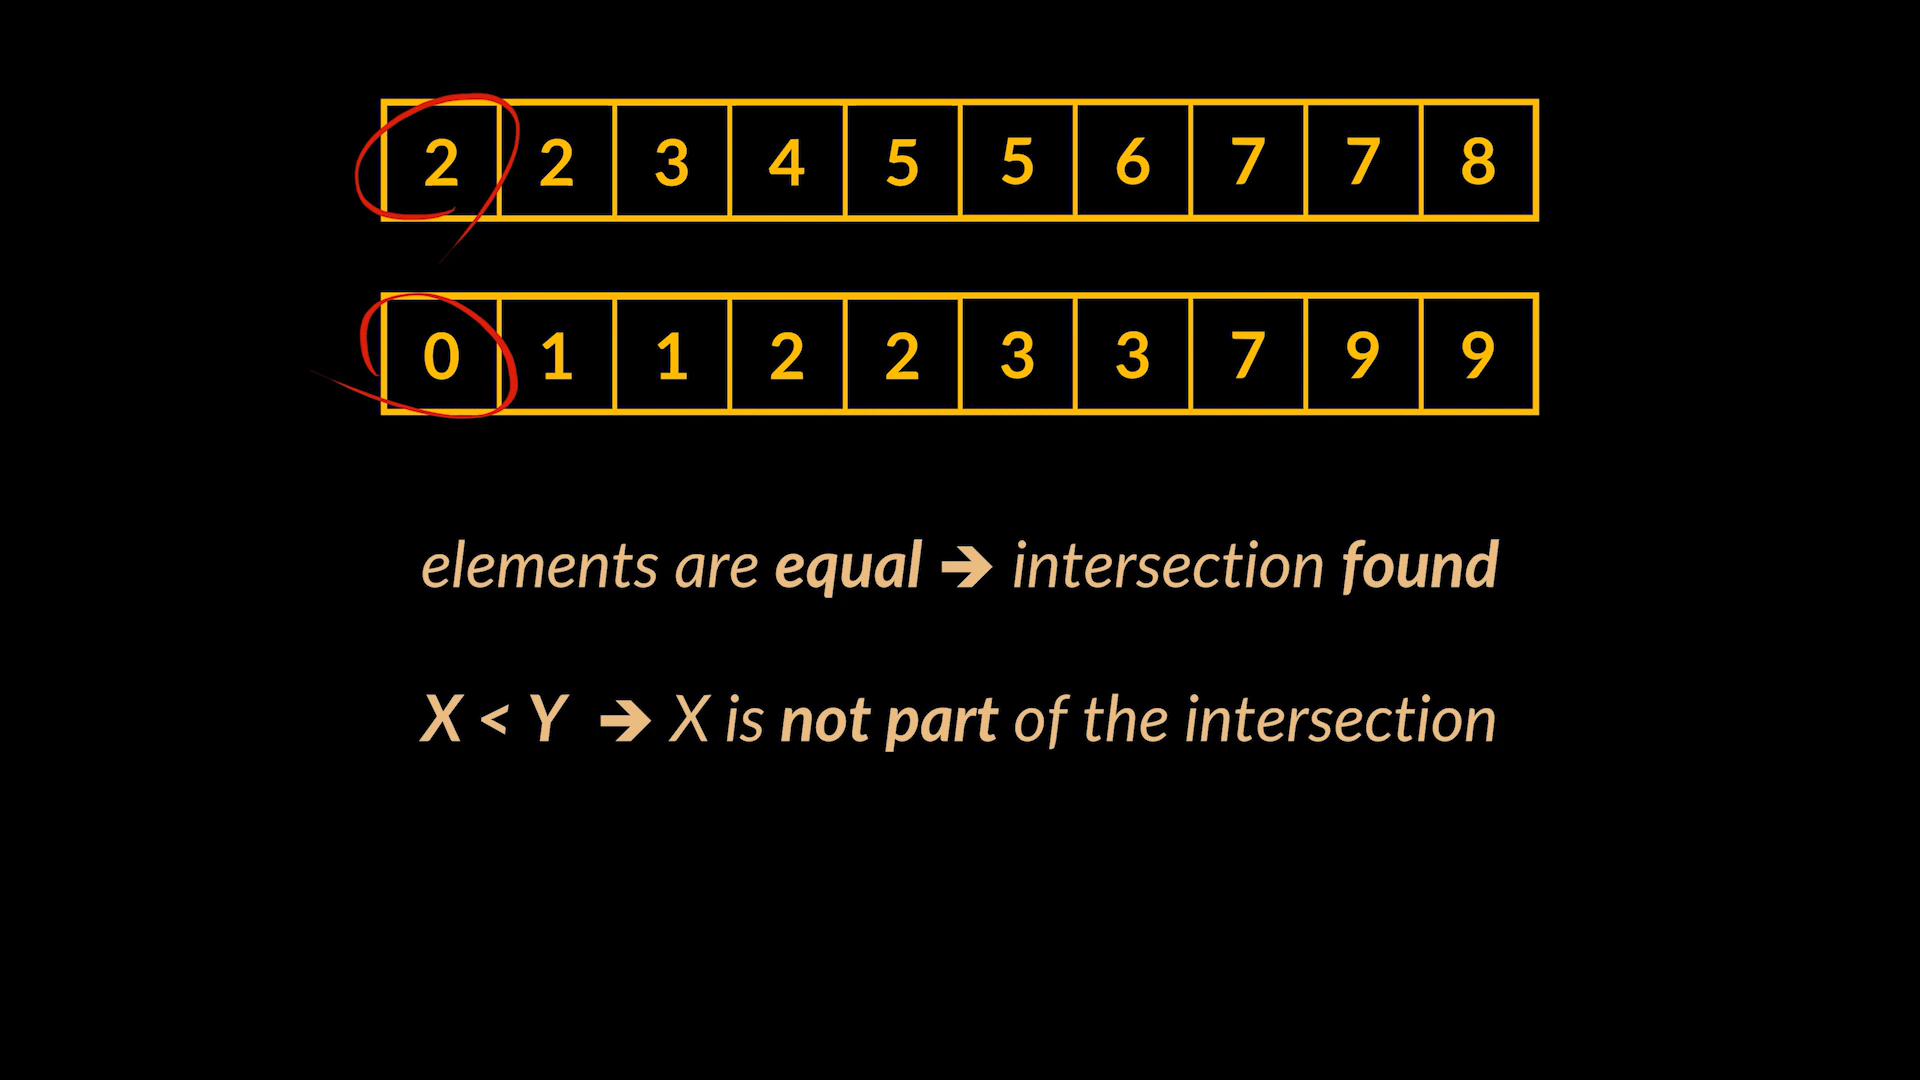 2 2 3 4 5 5 6 7 7 8
0 1 1 2 2 3 3 7 9 9
elements are equal → intersection found
X < Y → X is not part of the intersection